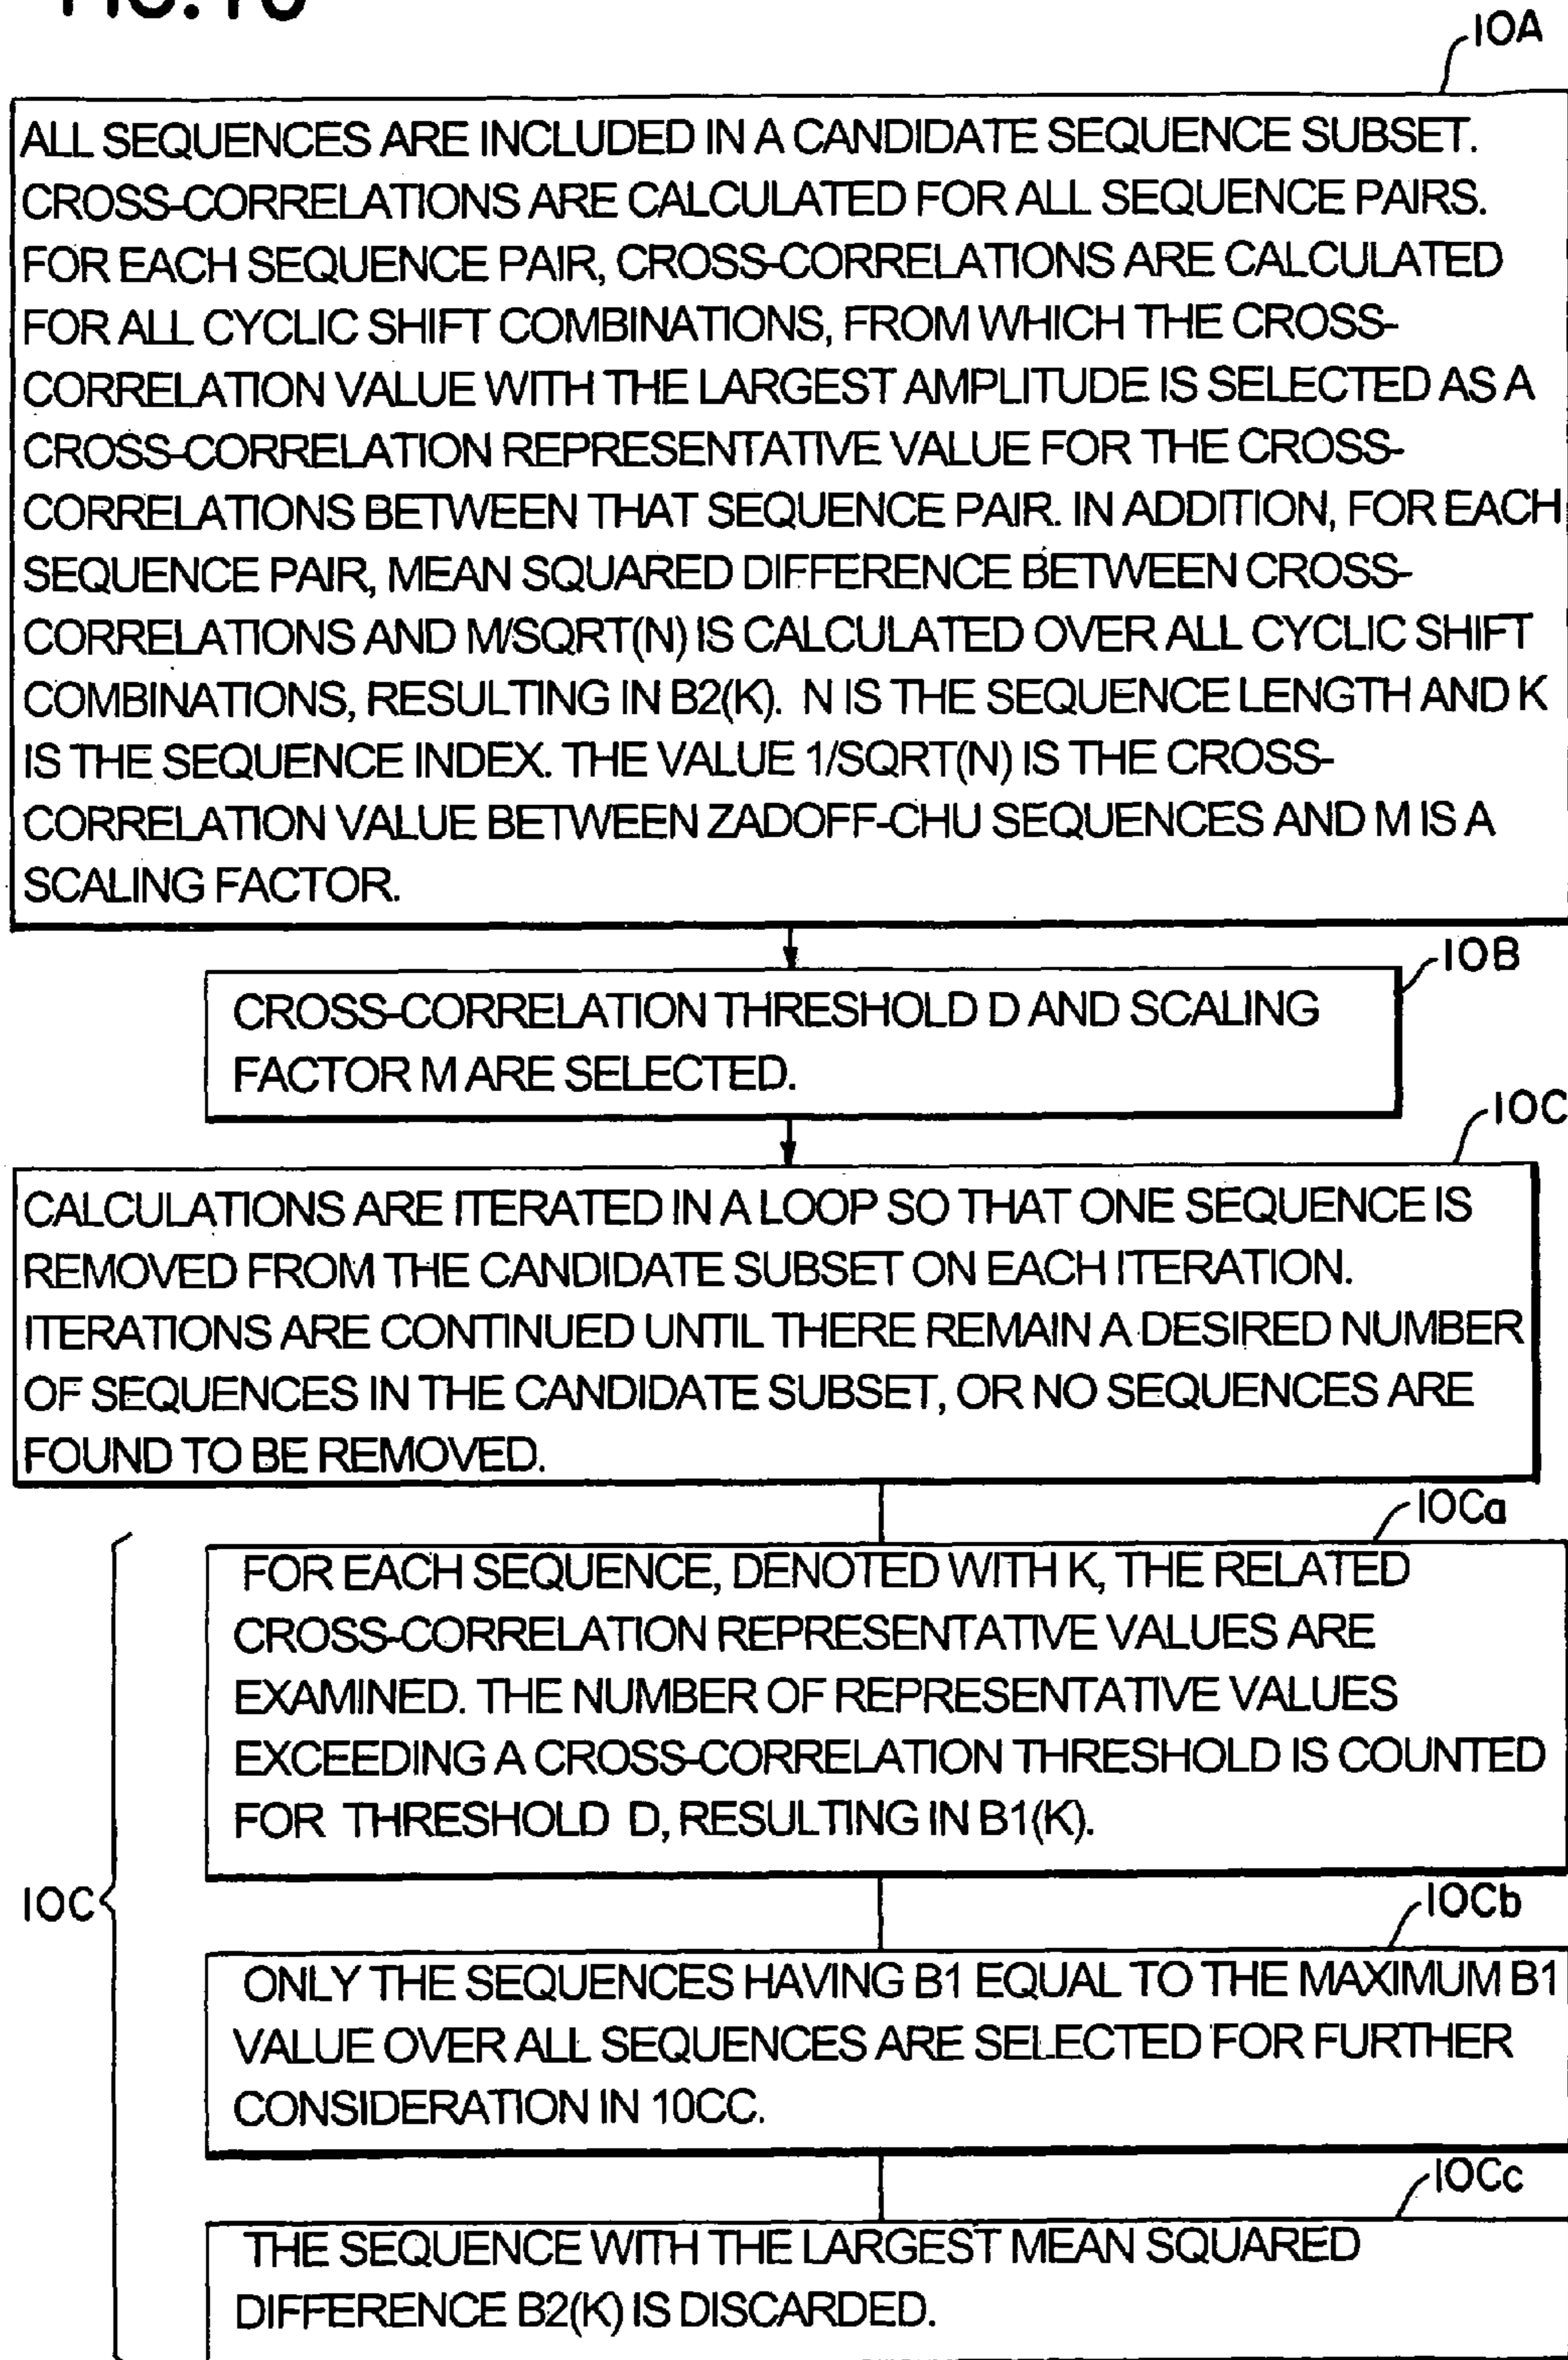 FIG. 10
10A
ALL SEQUENCES ARE INCLUDED IN A CANDIDATE SEQUENCE SUBSET.
CROSS-CORRELATIONS ARE CALCULATED FOR ALL SEQUENCE PAIRS.
FOR EACH SEQUENCE PAIR, CROSS-CORRELATIONS ARE CALCULATED
FOR ALL CYCLIC SHIFT COMBINATIONS, FROM WHICH THE CROSS-
CORRELATION VALUE WITH THE LARGEST AMPLITUDE IS SELECTED AS A
CROSS-CORRELATION REPRESENTATIVE VALUE FOR THE CROSS-
CORRELATIONS BETWEEN THAT SEQUENCE PAIR. IN ADDITION, FOR EACH
SEQUENCE PAIR, MEAN SQUARED DIFFERENCE BETWEEN CROSS-
CORRELATIONS AND M/SQRT(N) IS CALCULATED OVER ALL CYCLIC SHIFT
COMBINATIONS, RESULTING IN B2(K). N IS THE SEQUENCE LENGTH AND K
IS THE SEQUENCE INDEX. THE VALUE 1/SQRT(N) IS THE CROSS-
CORRELATION VALUE BETWEEN ZADOFF-CHU SEQUENCES AND M IS A
SCALING FACTOR.
10B
CROSS-CORRELATION THRESHOLD D AND SCALING
FACTOR M ARE SELECTED.
10C
CALCULATIONS ARE ITERATED IN A LOOP SO THAT ONE SEQUENCE IS
REMOVED FROM THE CANDIDATE SUBSET ON EACH ITERATION.
ITERATIONS ARE CONTINUED UNTIL THERE REMAIN A DESIRED NUMBER
OF SEQUENCES IN THE CANDIDATE SUBSET, OR NO SEQUENCES ARE
FOUND TO BE REMOVED.
10Ca
FOR EACH SEQUENCE, DENOTED WITH K, THE RELATED
CROSS-CORRELATION REPRESENTATIVE VALUES ARE
EXAMINED. THE NUMBER OF REPRESENTATIVE VALUES
EXCEEDING A CROSS-CORRELATION THRESHOLD IS COUNTED
FOR THRESHOLD D, RESULTING IN B1(K).
10C
10Cb
ONLY THE SEQUENCES HAVING B1 EQUAL TO THE MAXIMUM B1
VALUE OVER ALL SEQUENCES ARE SELECTED FOR FURTHER
CONSIDERATION IN 10CC.
10Cc
THE SEQUENCE WITH THE LARGEST MEAN SQUARED
DIFFERENCE B2(K) IS DISCARDED.